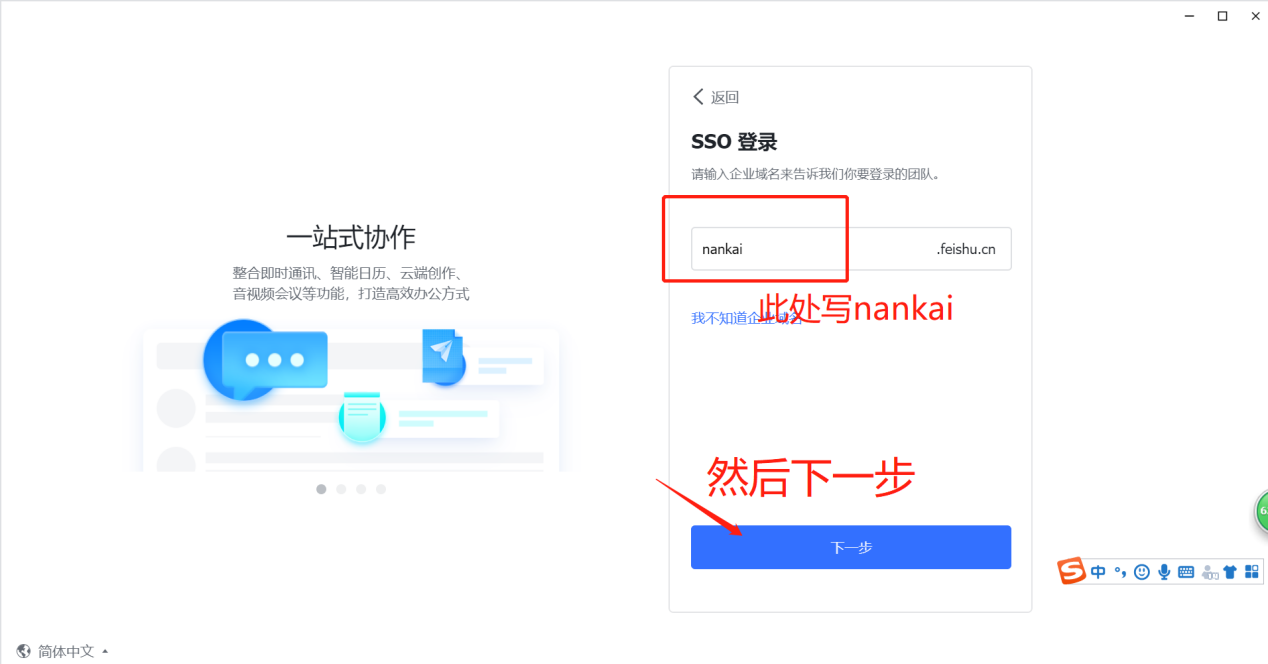 返回
SSO 登录
请输入企业域名来告诉我们你要登录的团队。
一站式协作
整合即时通讯、智能日历、云端创作、
音视频会议等功能，打造高效办公方式
nankai
.feishu.cn
此处写nankai
我不知道企业域名
然后下一步
下一步
中
简体中文